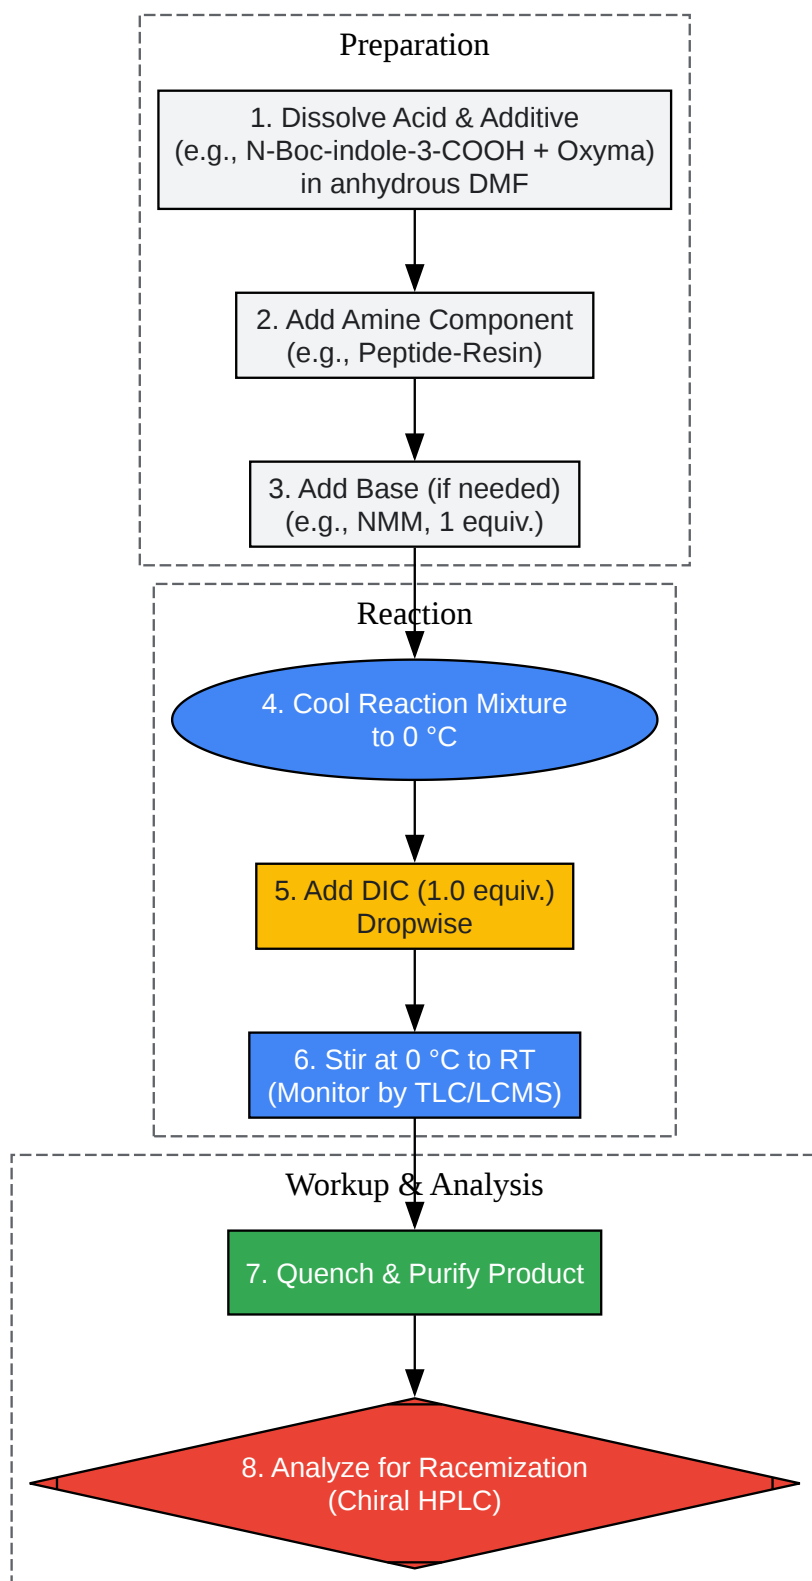 Preparation
1. Dissolve Acid & Additive
(e.g., N-Boc-indole-3-COOH + Oxyma)
in anhydrous DMF
2. Add Amine Component
(e.g., Peptide-Resin)
3. Add Base (if needed)
(e.g., NMM, 1 equiv.)
Reaction
4. Cool Reaction Mixture
to 0 °C
5. Add DIC (1.0 equiv.)
Dropwise
6. Stir at 0 °C to RT
(Monitor by TLC/LCMS)
Workup & Analysis
7. Quench & Purify Product
8. Analyze for Racemization
(Chiral HPLC)